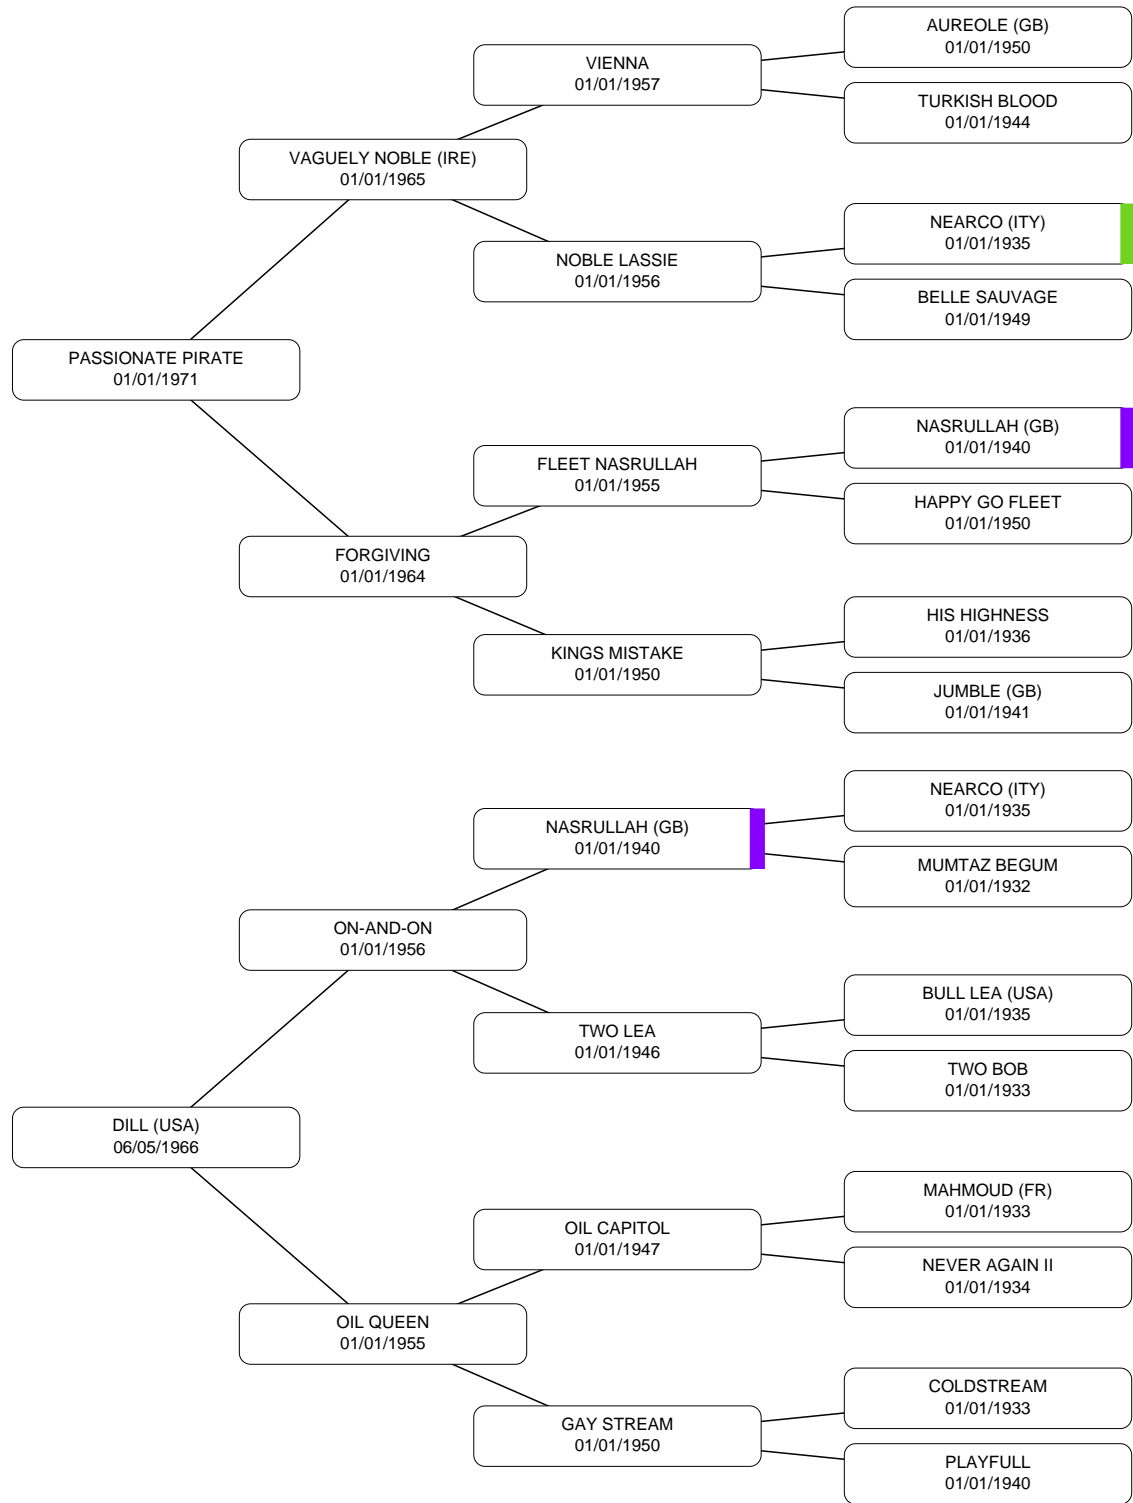 AUREOLE (GB)
01/01/1950
VIENNA
01/01/1957
TURKISH BLOOD
01/01/1944
VAGUELY NOBLE (IRE)
01/01/1965
NEARCO (ITY)
01/01/1935
NOBLE LASSIE
01/01/1956
BELLE SAUVAGE
01/01/1949
PASSIONATE PIRATE
01/01/1971
NASRULLAH (GB)
01/01/1940
FLEET NASRULLAH
01/01/1955
HAPPY GO FLEET
01/01/1950
FORGIVING
01/01/1964
HIS HIGHNESS
01/01/1936
KINGS MISTAKE
01/01/1950
JUMBLE (GB)
01/01/1941
NEARCO (ITY)
01/01/1935
NASRULLAH (GB)
01/01/1940
MUMTAZ BEGUM
01/01/1932
ON-AND-ON
01/01/1956
BULL LEA (USA)
01/01/1935
TWO LEA
01/01/1946
TWO BOB
01/01/1933
DILL (USA)
06/05/1966
MAHMOUD (FR)
01/01/1933
OIL CAPITOL
01/01/1947
NEVER AGAIN II
01/01/1934
OIL QUEEN
01/01/1955
COLDSTREAM
01/01/1933
GAY STREAM
01/01/1950
PLAYFULL
01/01/1940